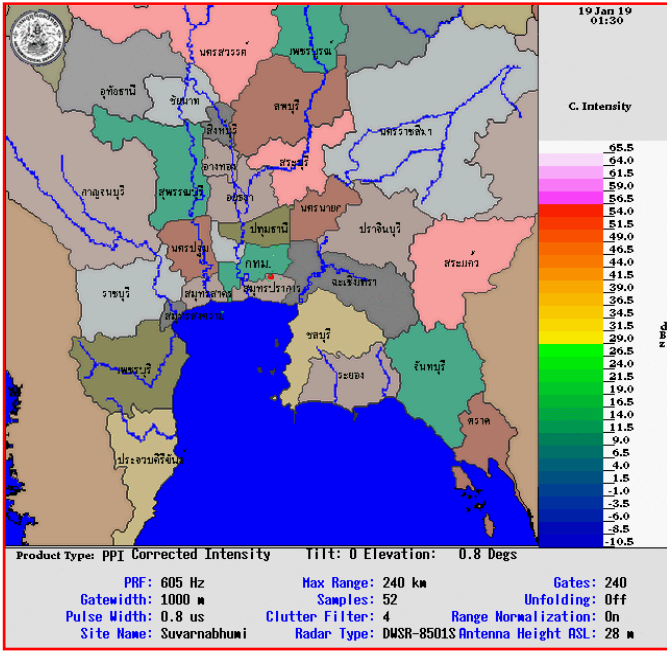 19 Jan 19
01:30
C. Intensity
นครสวรรค์
เพชรบูรณ์
อุทัยธานี
ชัยนาท
ลพบุรี
สิงห์บุรี
นครราชสีมา
อ่างทอง
สระบุรี
กาญจนบุรี
สุพรรณบุรี
อยุธยา
นครนายก
ปทุมธานี
ปราจีนบุรี
นครปฐม
กทม.
สระแก้ว
ราชบุรี
สมุทรสาคร
สมุทรปราการ
ฉะเชิงเทรา
สมุทรสงคราม
ชลบุรี
เพชรบุรี
ระยอง
จันทบุรี
ตราด
ประจวบคีรีขันธ์
65.5
64.0
61.5
59.0
56.5
54.0
51.5
49.0
46.5
44.0
41.5
39.0
36.5
34.5
31.5
29.0
26.5
24.0
21.5
19.0
16.5
14.0
11.5
9.0
6.5
4.0
1.5
-1.0
-3.5
-6.0
-8.5
-10.5
Product Type: PPI Corrected Intensity Tilt: 0 Elevation: 0.8 Degs
PRF: 605 Hz Max Range: 240 km Gates: 240
Gatewidth: 1000 m Samples: 52 Unfolding: Off
Pulse Width: 0.8 us Clutter Filter: 4 Range Normalization: On
Site Name: Suvarnabhumi Radar Type: DWSR-8501S Antenna Height ASL: 28 m